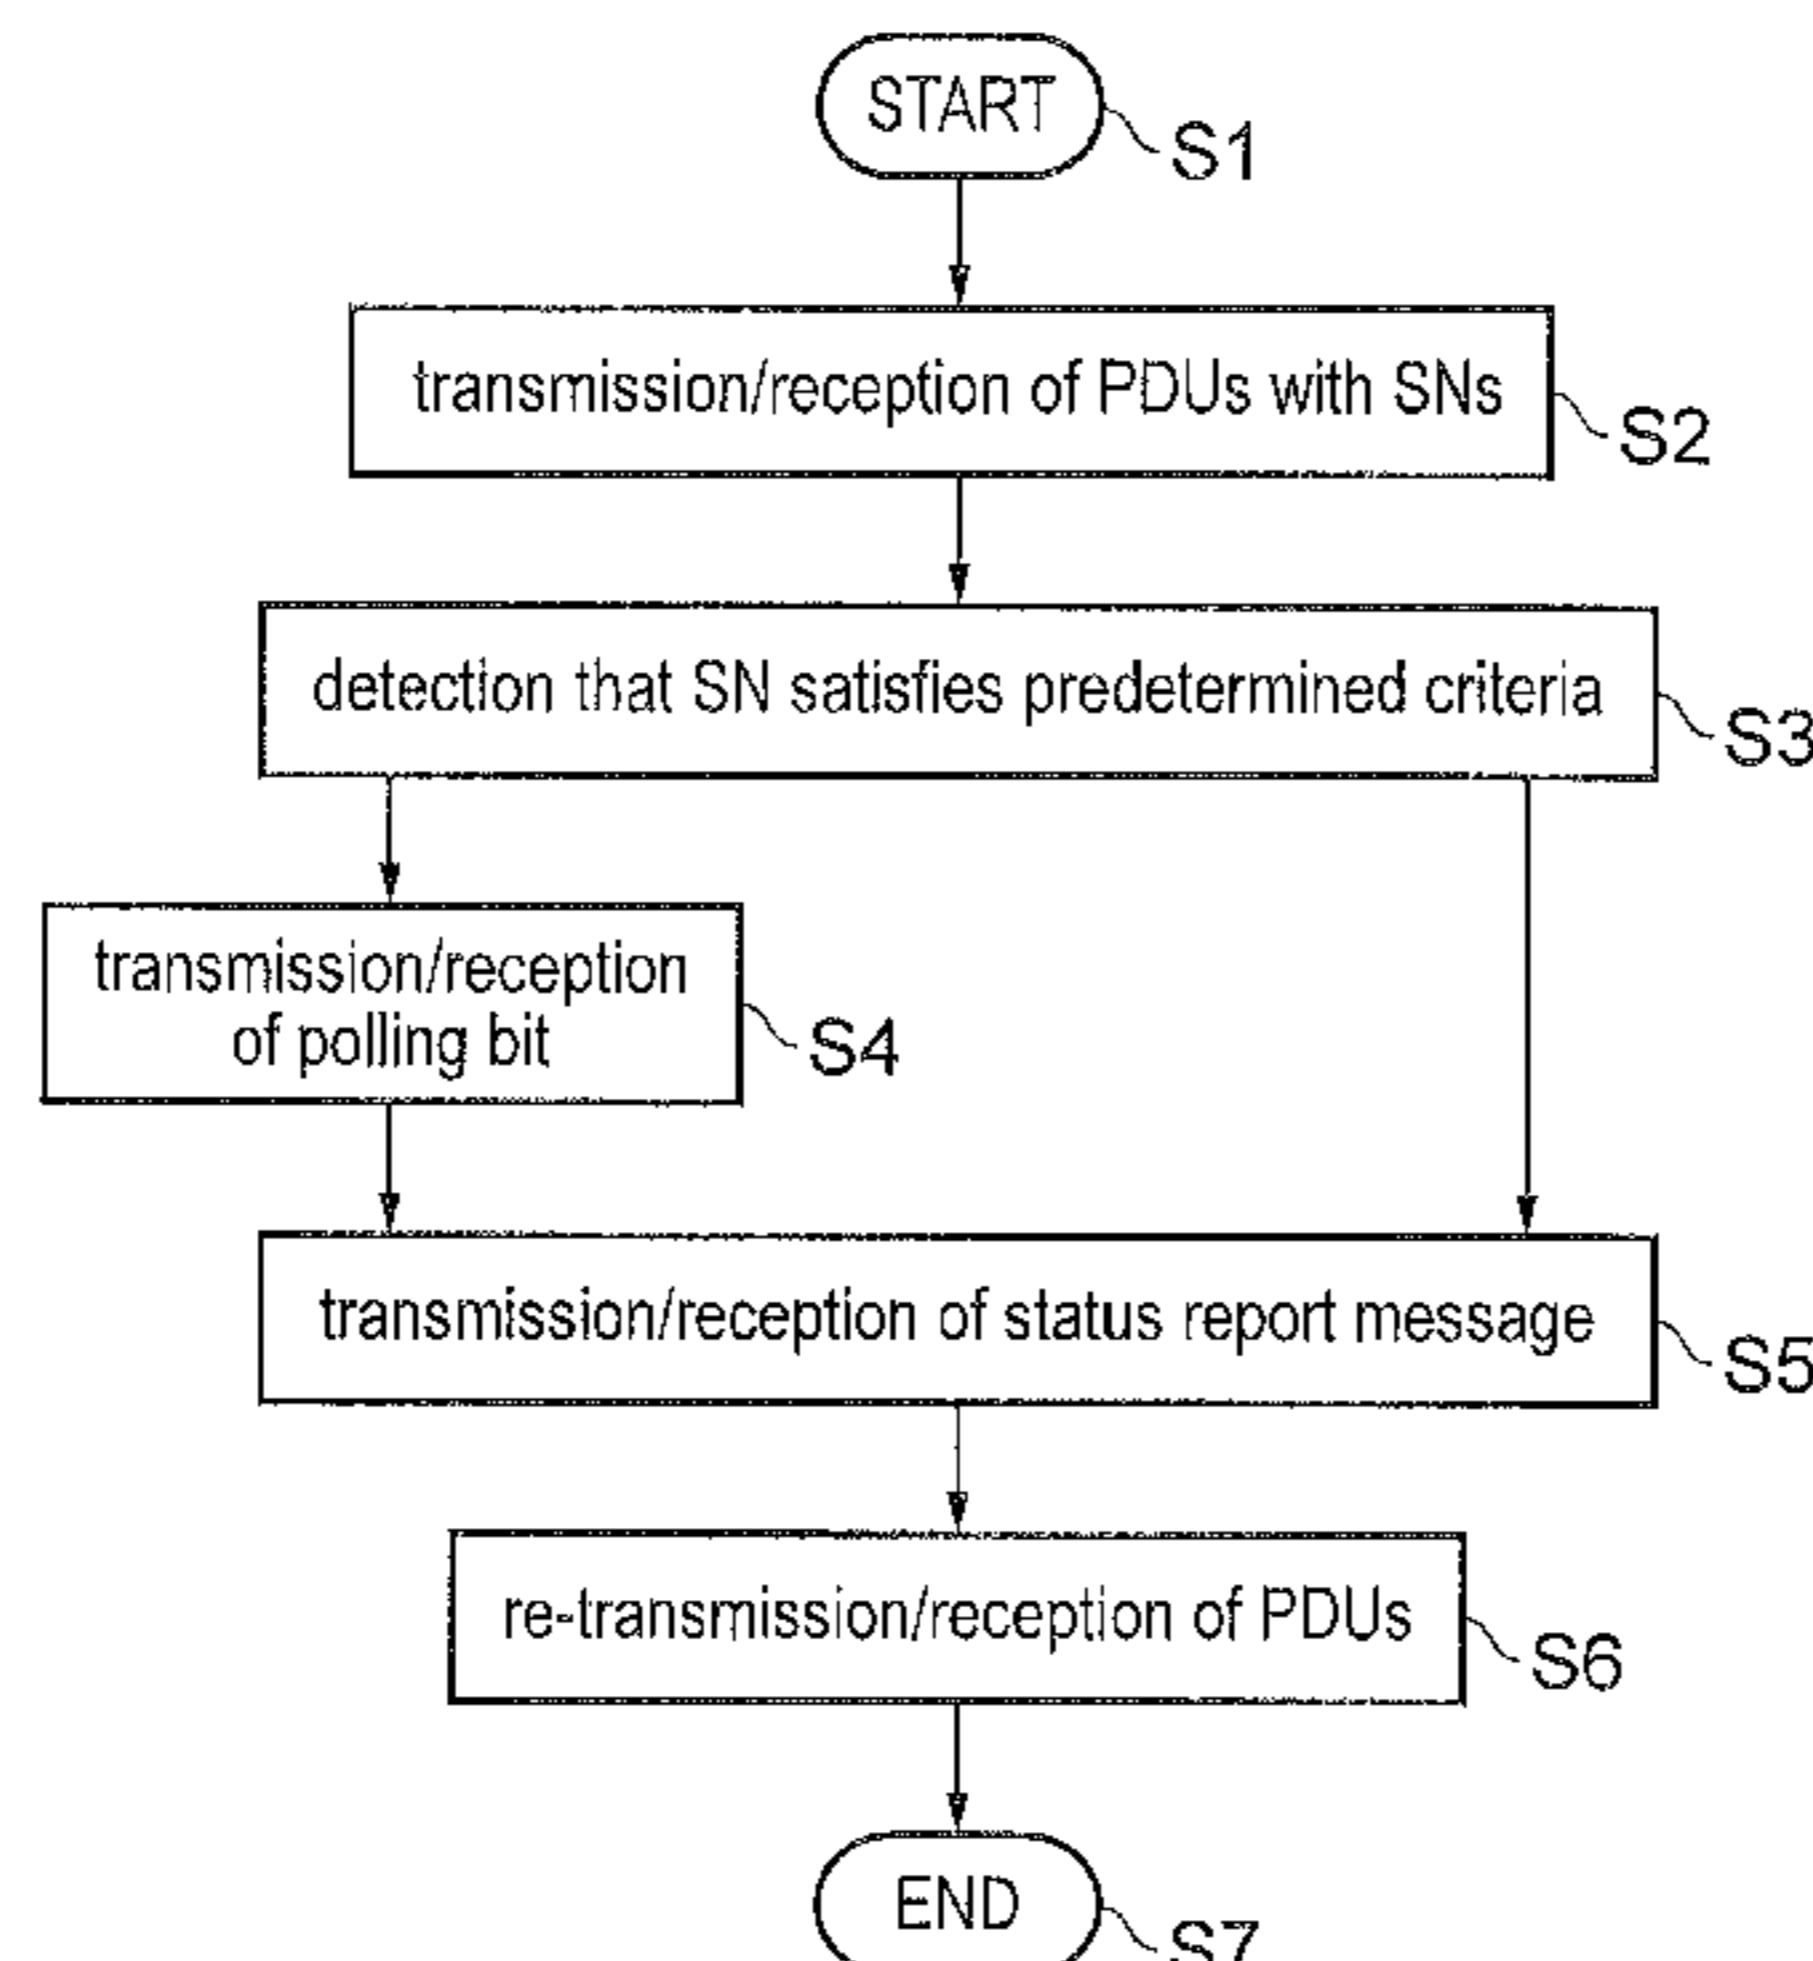 START
S1
transmission/reception of PDUs with SNs
S2
detection that SN satisfies predetermined criteria
S3
transmission/reception
of polling bit
S4
transmission/reception of status report message
S5
re-transmission/reception of PDUs
S6
END
S7